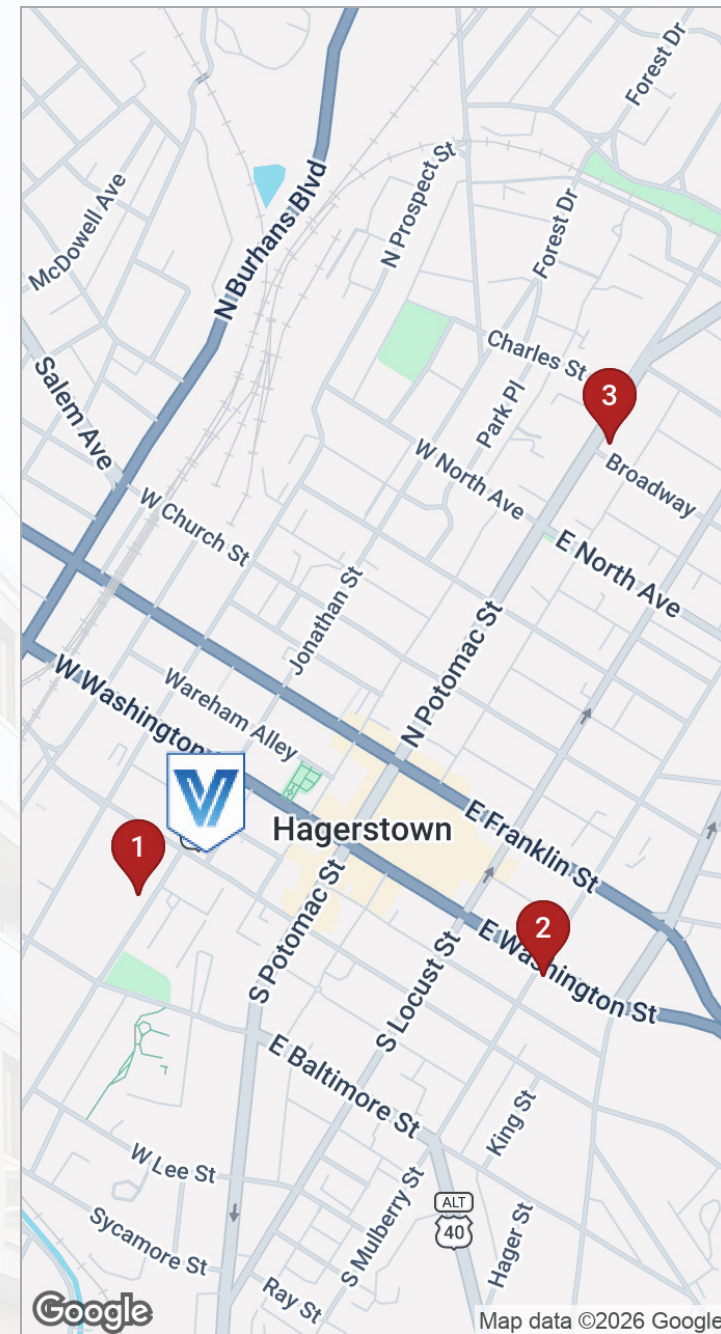 Forest Dr
McDowell Ave
N Prospect St
N Burhans Blvd
Forest Dr
Charles St
Salem Ave
3
Park Pl
W North Ave
Broadway
W Church St
E North Ave
Jonathan St
N Potomac St
W Washington
Wareham Alley
V
Hagerstown
E Franklin St
1
S Potomac St
2
E Washington St
S Locust St
E Baltimore St
King St
W Lee St
S Mulberry St
ALT
40
Hager St
Sycamore St
Ray St
Google
Map data ©2026 Google